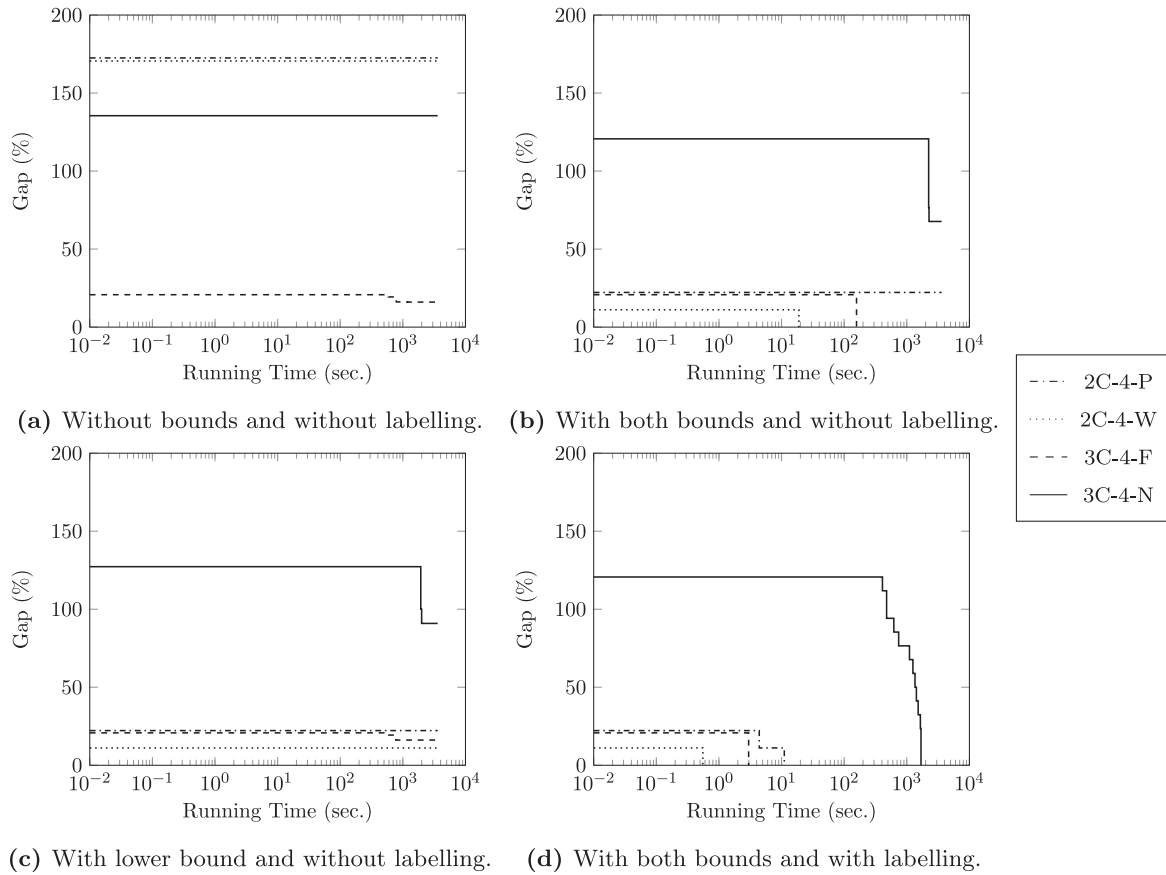 200
150
100
50
0
Gap (%)
10^−2 10^−1 10^0 10^1 10^2 10^3 10^4
Running Time (sec.)
(a) Without bounds and without labelling.
200
150
100
50
0
Gap (%)
10^−2 10^−1 10^0 10^1 10^2 10^3 10^4
Running Time (sec.)
(b) With both bounds and without labelling.
2C-4-P
2C-4-W
3C-4-F
3C-4-N
200
150
100
50
0
Gap (%)
10^−2 10^−1 10^0 10^1 10^2 10^3 10^4
Running Time (sec.)
(c) With lower bound and without labelling.
200
150
100
50
0
Gap (%)
10^−2 10^−1 10^0 10^1 10^2 10^3 10^4
Running Time (sec.)
(d) With both bounds and with labelling.